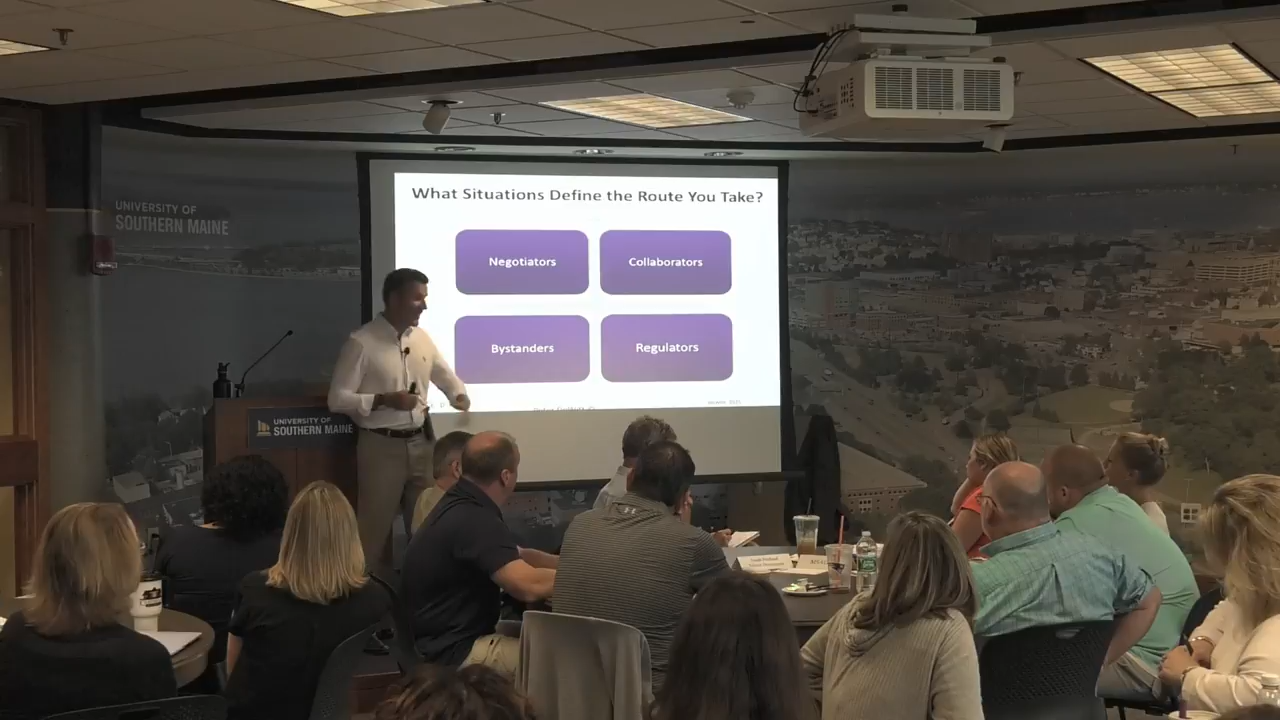 UNIVERSITY OF
SOUTHERN MAINE
What Situations Define the Route You Take?
Negotiators
Collaborators
Bystanders
Regulators
UNIVERSITY OF
SOUTHERN MAINE